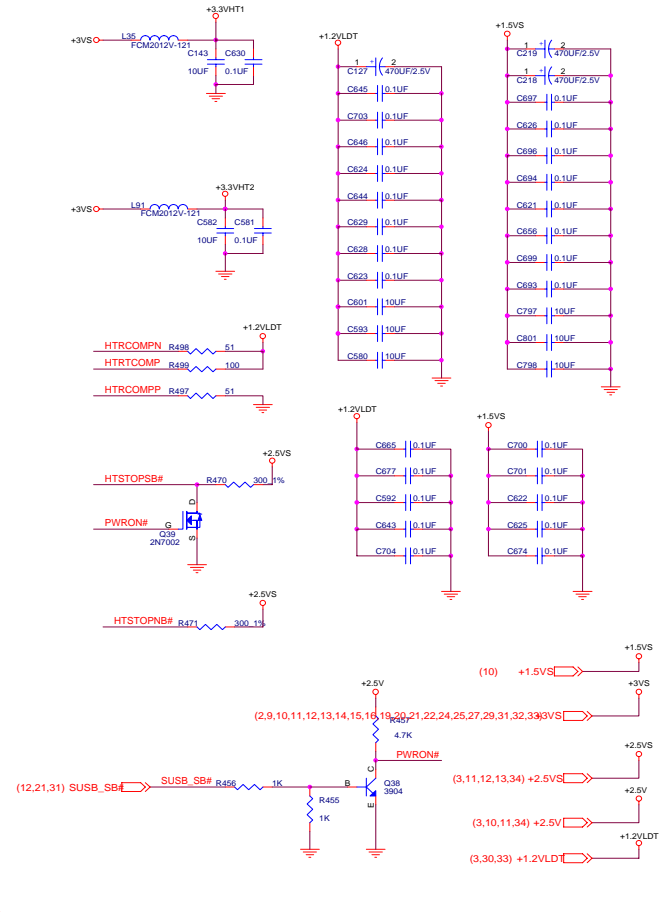 +3.3VHT1
+3VS L35
FCM2012V-121
C143 C630
10UF 0.1UF
+3.3VHT2
+3VS L91
FCM2012V-121
C582 C581
10UF 0.1UF
+1.2VLDT
HTRCOMPN R498 51
HTRTCOMP R499 100
HTRCOMPP R497 51
+2.5VS
HTSTOPSB# R470 300_1%
PWRON# G D S
Q39
2N7002
+2.5VS
HTSTOPNB# R471 300_1%
+1.2VLDT
1 + 2
C127 470UF/2.5V
C645 0.1UF
C703 0.1UF
C646 0.1UF
C624 0.1UF
C644 0.1UF
C629 0.1UF
C628 0.1UF
C623 0.1UF
C601 10UF
C593 10UF
C580 10UF
+1.5VS
1 + 2
C219 470UF/2.5V
1 + 2
C218 470UF/2.5V
C697 0.1UF
C626 0.1UF
C696 0.1UF
C694 0.1UF
C621 0.1UF
C656 0.1UF
C699 0.1UF
C693 0.1UF
C797 10UF
C801 10UF
C798 10UF
+1.2VLDT
C665 0.1UF
C677 0.1UF
C592 0.1UF
C643 0.1UF
C704 0.1UF
+1.5VS
C700 0.1UF
C701 0.1UF
C622 0.1UF
C625 0.1UF
C674 0.1UF
+2.5V
R457
4.7K
PWRON#
(12,21,31) SUSB_SB# SUSB_SB# R456 1K B C E
Q38
3904
R455
1K
+1.5VS
(10) +1.5VS
+3VS
(2,9,10,11,12,13,14,15,16,19,20,21,22,24,25,27,29,31,32,33)+3VS
+2.5VS
(3,11,12,13,34) +2.5VS
+2.5V
(3,10,11,34) +2.5V
+1.2VLDT
(3,30,33) +1.2VLDT